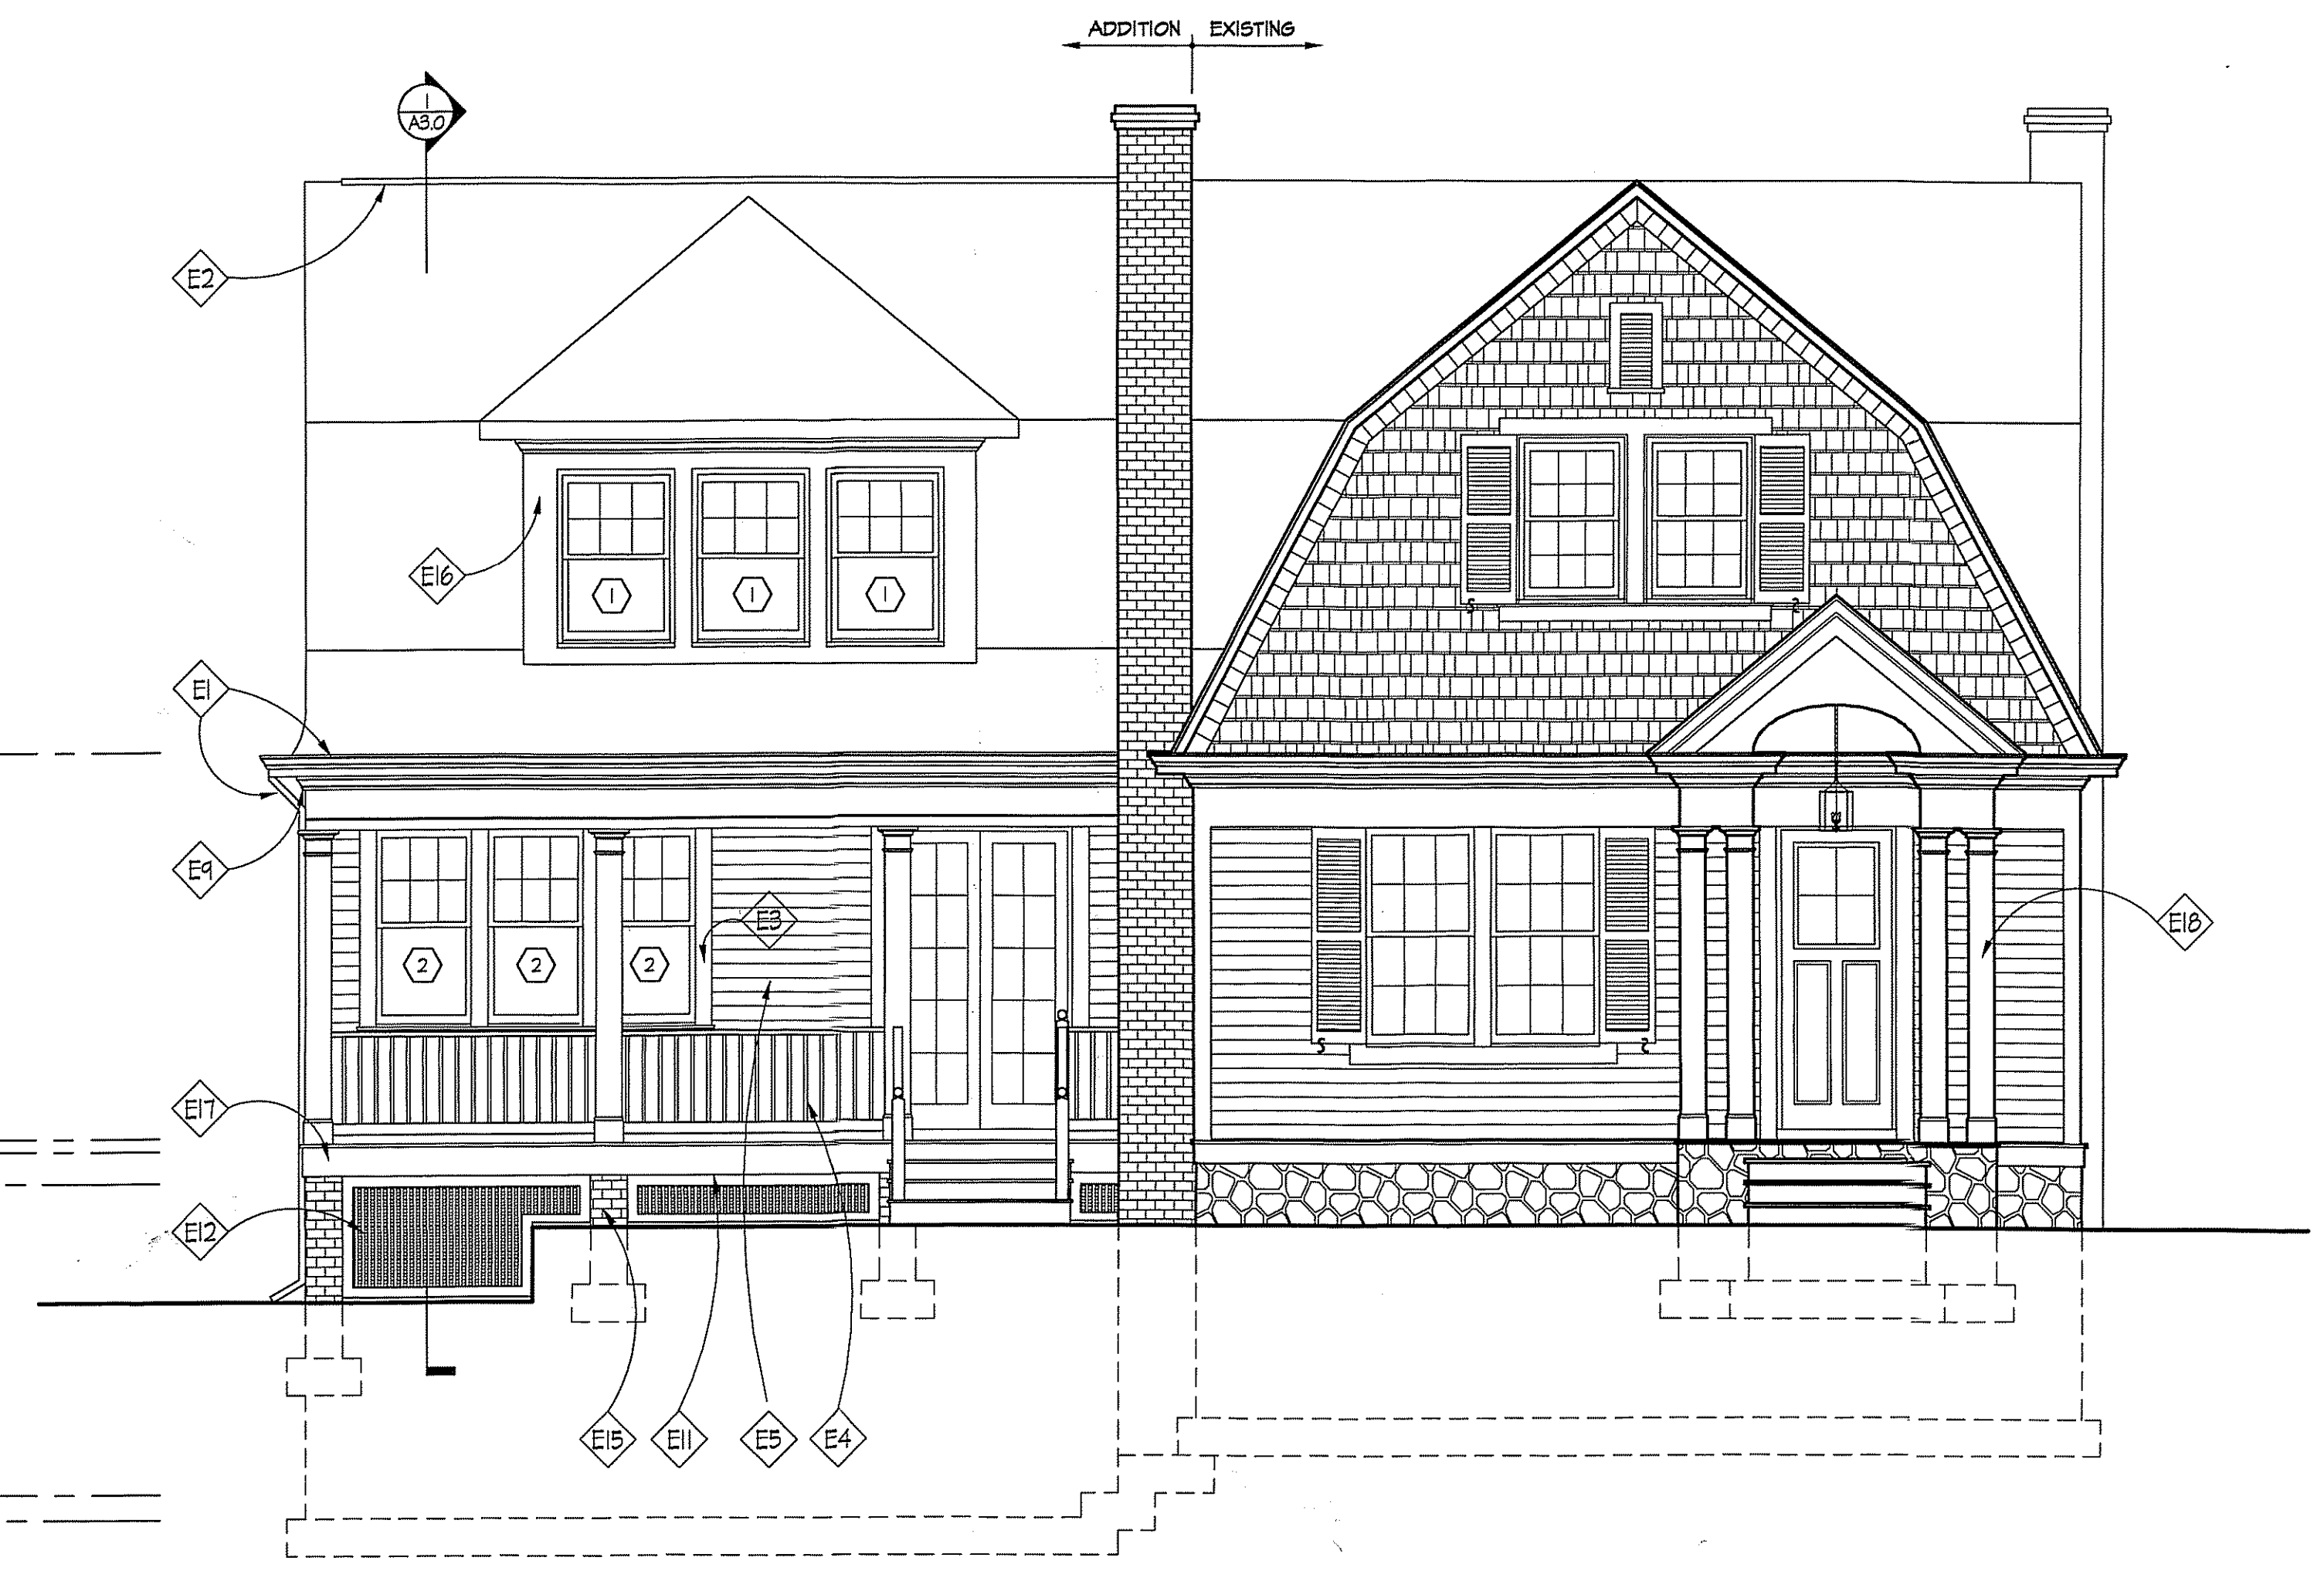 ADDITION EXISTING
1
A3.0
E2
E16
1 1 1
E1
E9
E3
E18
2 2 2
E17
E12
E15 E11 E5 E4